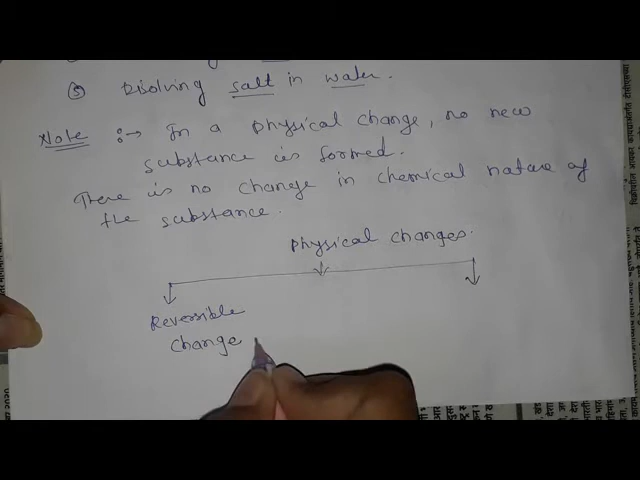 ⑤ Disolving salt in water.
Note :→ In a physical change, no new
substance is formed.
There is no change in chemical nature of
the substance.
Physical changes.
Reversible
change